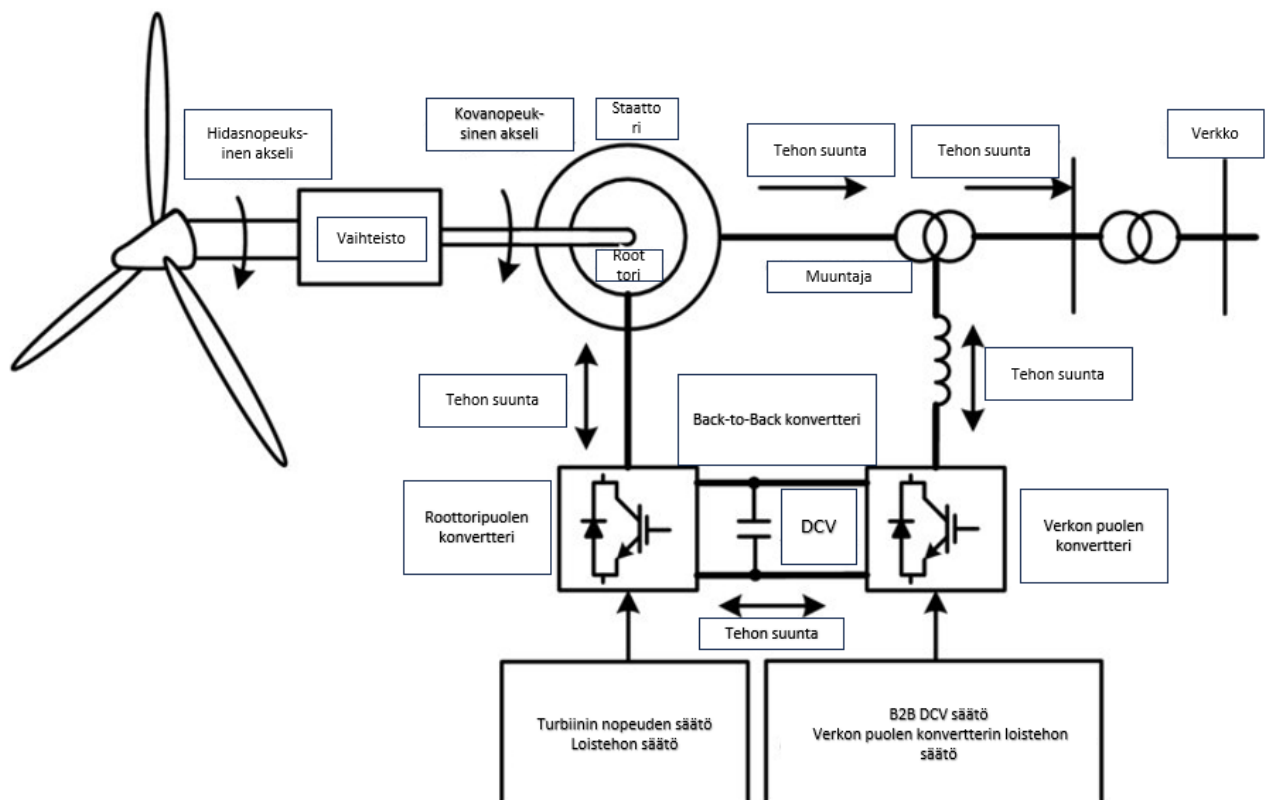 Hidasnopeuks-
inen akseli
Kovanopeuk-
sinen akseli
Staatto
ri
Tehon suunta
Tehon suunta
Verkko
Vaihteisto
Root
tori
Muuntaja
Tehon suunta
Back-to-Back konvertteri
Tehon suunta
Roottoripuolen
konvertteri
DCV
Verkon puolen
konvertteri
Tehon suunta
Turbiinin nopeuden säätö
Loistehon säätö
B2B DCV säätö
Verkon puolen konvertterin loistehon
säätö